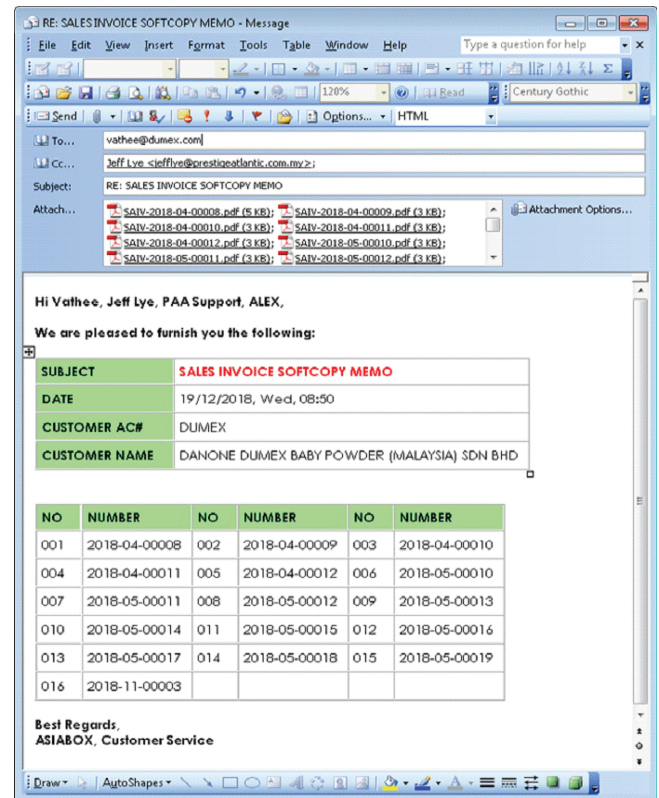 RE: SALES INVOICE SOFTCOPY MEMO - Message
File Edit View Insert Format Tools Table Window Help Type a question for help
120% Read Century Gothic
Send Options... HTML
To... vathee@dumex.com
Cc... Jeff Lye <jefflye@prestigeatlantic.com.my>;
Subject: RE: SALES INVOICE SOFTCOPY MEMO
Attach... SAIV-2018-04-00008.pdf (5 KB); SAIV-2018-04-00009.pdf (3 KB); Attachment Options...
SAIV-2018-04-00010.pdf (3 KB); SAIV-2018-04-00011.pdf (3 KB);
SAIV-2018-04-00012.pdf (3 KB); SAIV-2018-05-00010.pdf (3 KB);
SAIV-2018-05-00011.pdf (3 KB); SAIV-2018-05-00012.pdf (3 KB);
Hi Vathee, Jeff Lye, PAA Support, ALEX,
We are pleased to furnish you the following:
SUBJECT SALES INVOICE SOFTCOPY MEMO
DATE 19/12/2018, Wed, 08:50
CUSTOMER AC# DUMEX
CUSTOMER NAME DANONE DUMEX BABY POWDER (MALAYSIA) SDN BHD
NO NUMBER NO NUMBER NO NUMBER
001 2018-04-00008 002 2018-04-00009 003 2018-04-00010
004 2018-04-00011 005 2018-04-00012 006 2018-05-00010
007 2018-05-00011 008 2018-05-00012 009 2018-05-00013
010 2018-05-00014 011 2018-05-00015 012 2018-05-00016
013 2018-05-00017 014 2018-05-00018 015 2018-05-00019
016 2018-11-00003
Best Regards,
ASIABOX, Customer Service
Draw AutoShapes